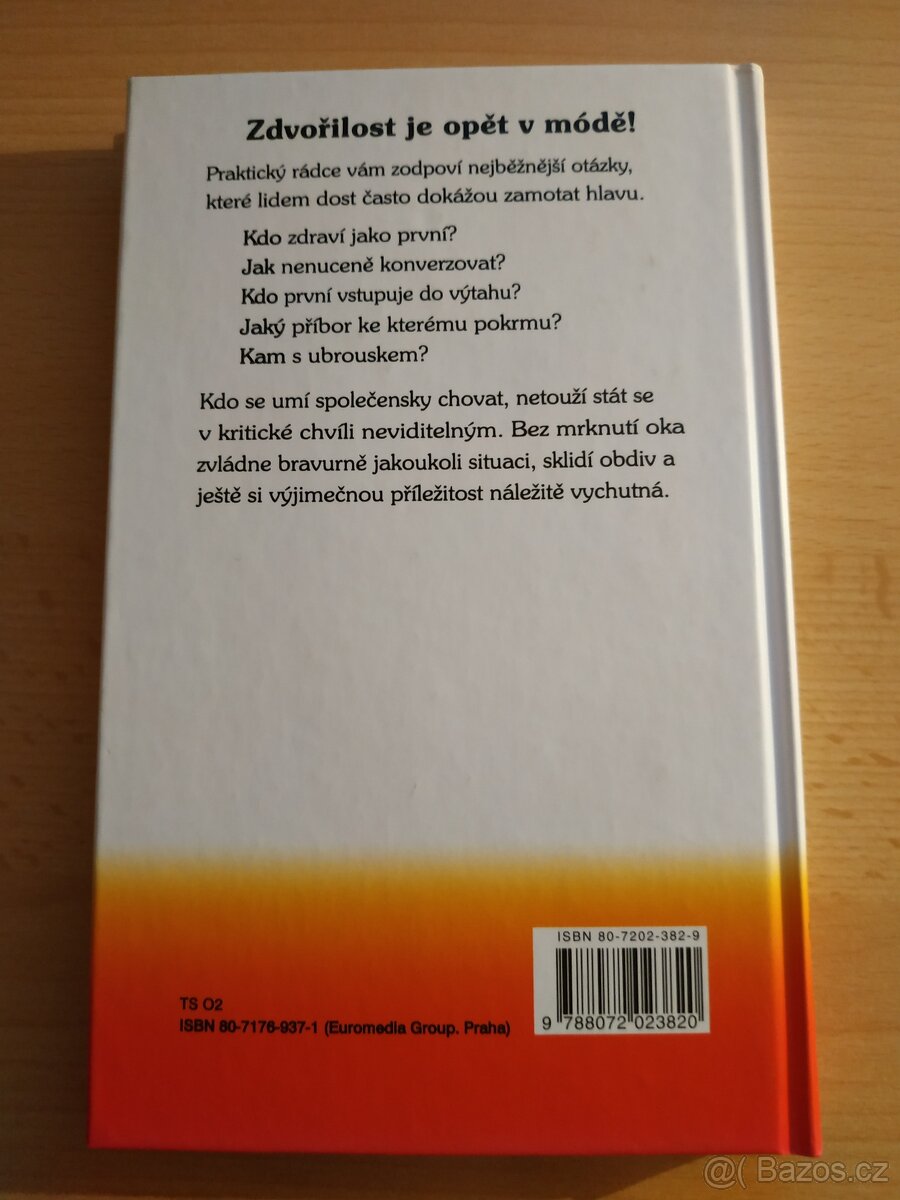 Zdvořilost je opět v módě!
Praktický rádce vám zodpoví nejběžnější otázky,
které lidem dost často dokážou zamotat hlavu.
Kdo zdraví jako první?
Jak nenuceně konverzovat?
Kdo první vstupuje do výtahu?
Jaký příbor ke kterému pokrmu?
Kam s ubrouskem?
Kdo se umí společensky chovat, netouží stát se
v kritické chvíli neviditelným. Bez mrknutí oka
zvládne bravurně jakoukoli situaci, sklidí obdiv a
ještě si výjimečnou příležitost náležitě vychutná.
ISBN 80-7202-382-9
9 788072 023820
TS O2
ISBN 80-7176-937-1 (Euromedia Group. Praha)
@( Bazos.cz